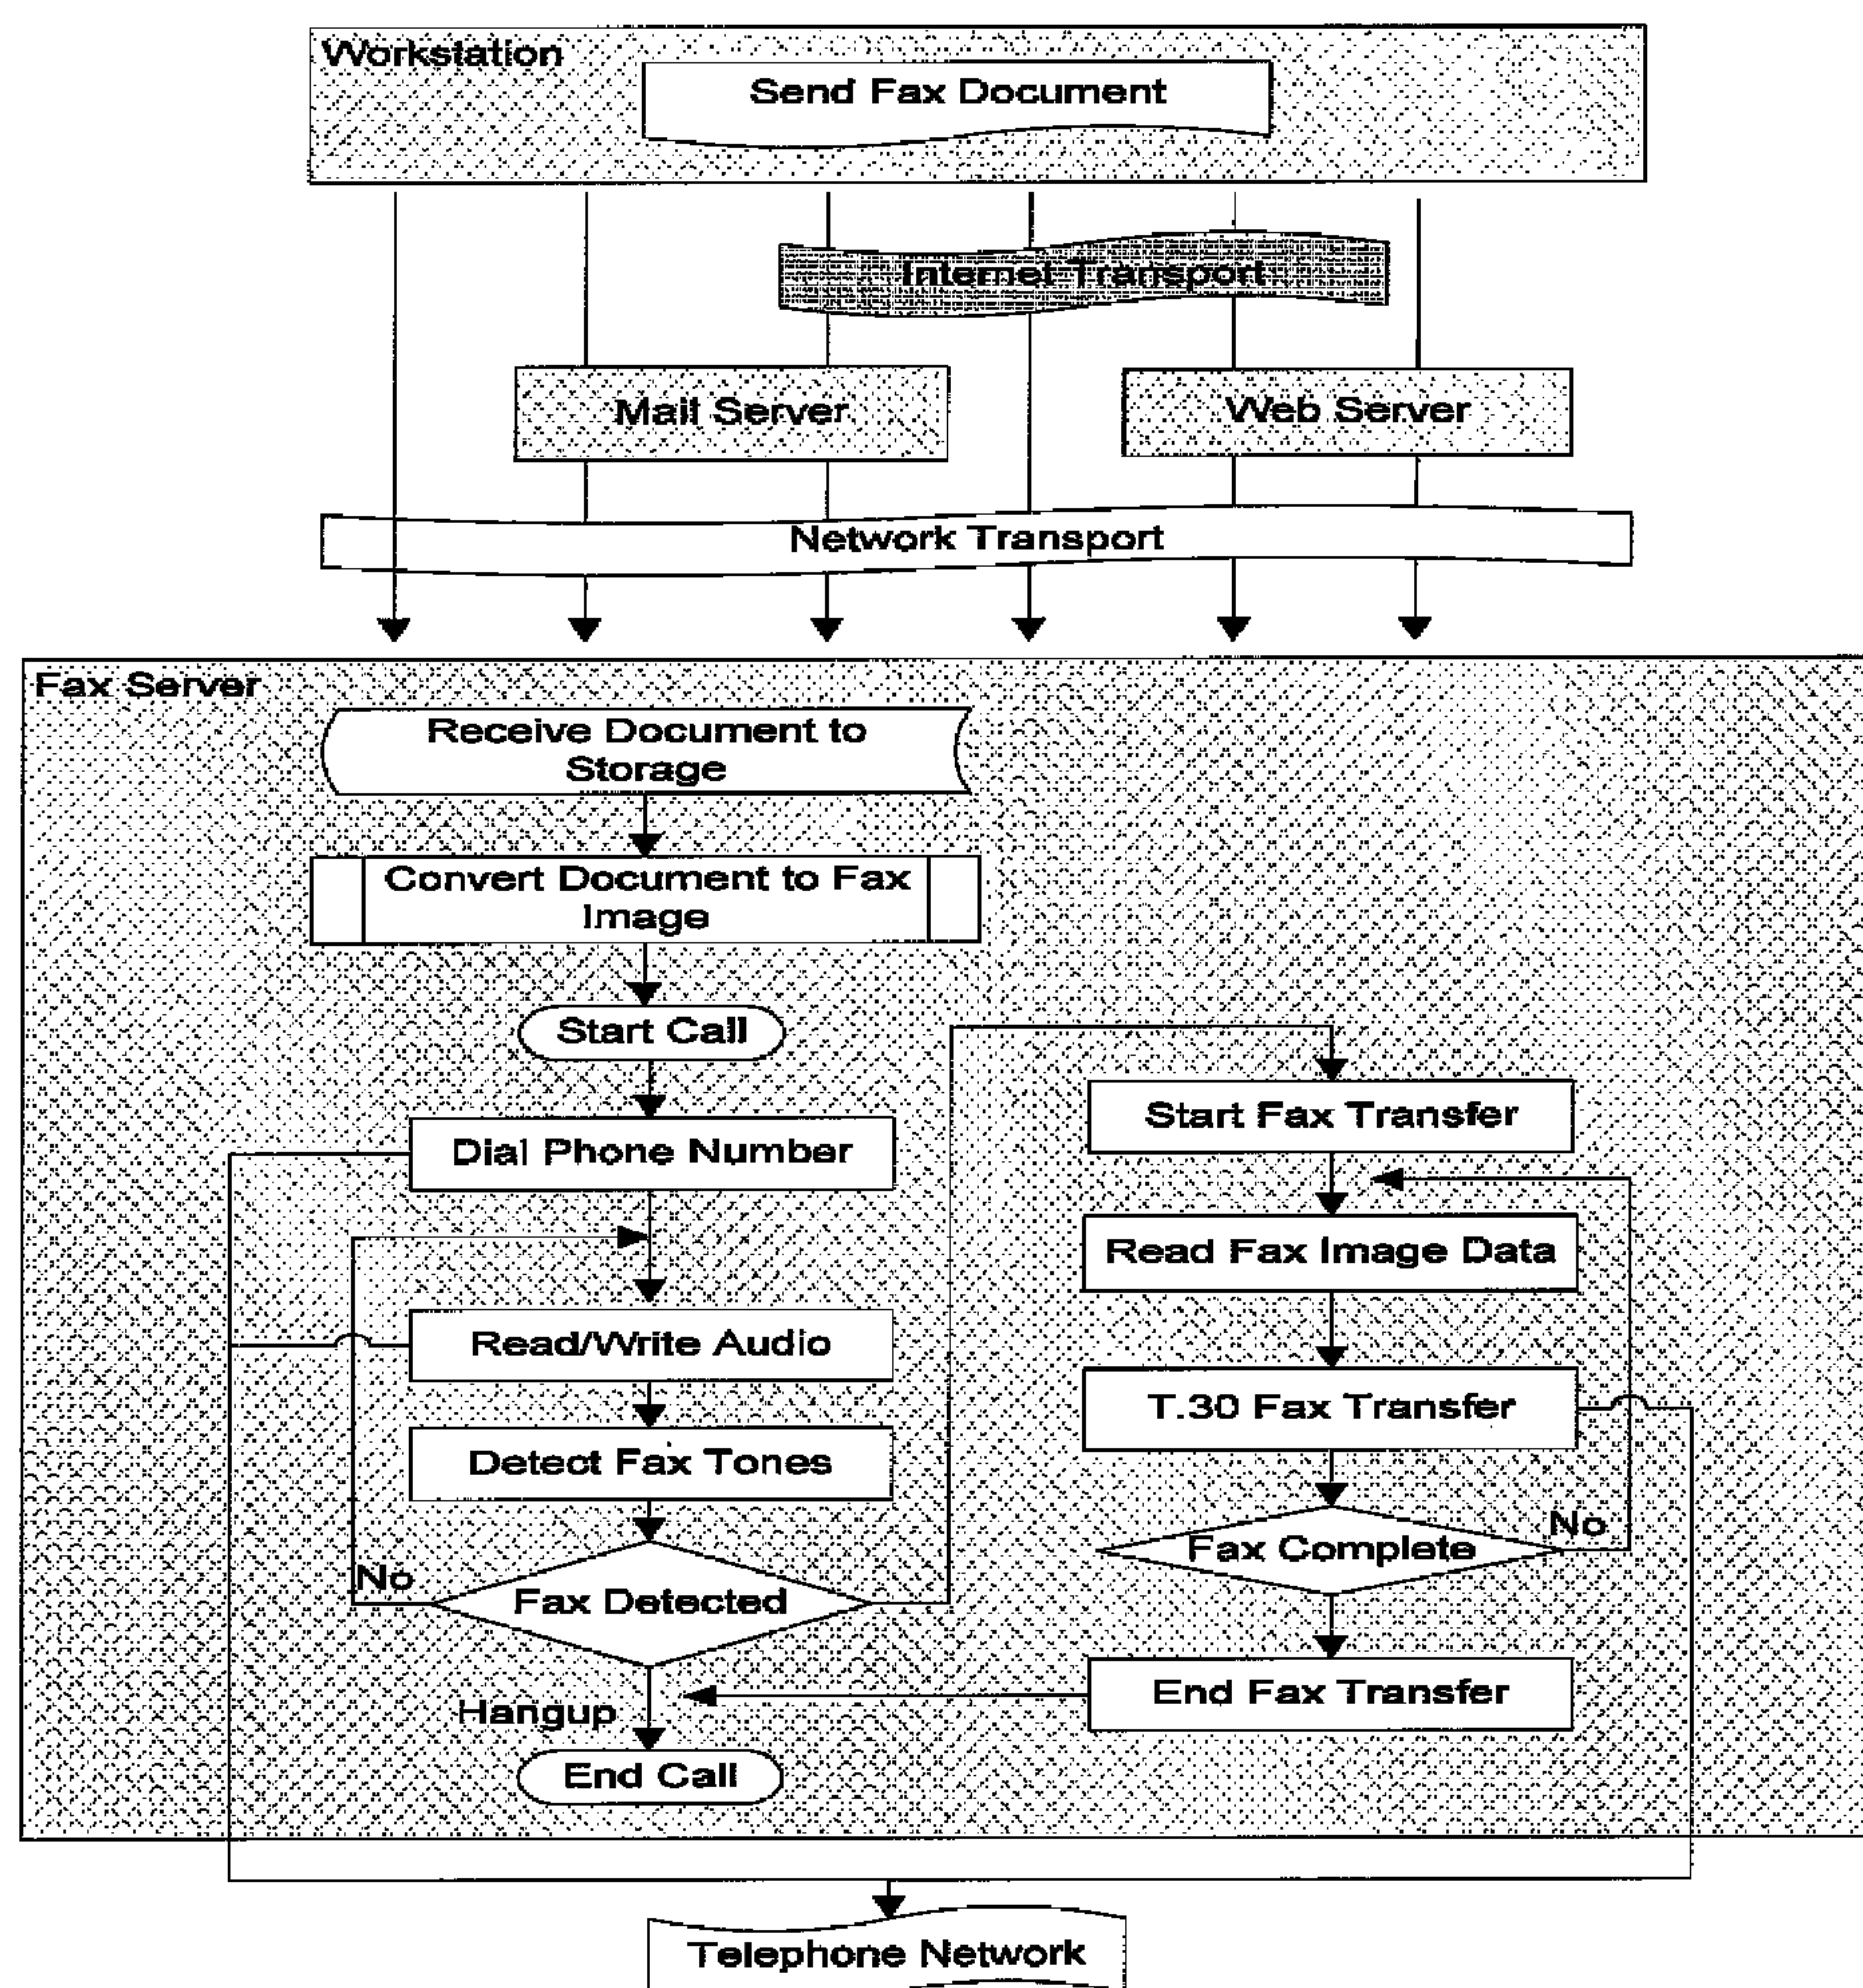 Workstation
Send Fax Document
Internet Transport
Mail Server
Web Server
Network Transport
Fax Server
Receive Document to
Storage
Convert Document to Fax
Image
Start Call
Dial Phone Number
Read/Write Audio
Detect Fax Tones
No
Fax Detected
Hangup
End Call
Start Fax Transfer
Read Fax Image Data
T.30 Fax Transfer
No
Fax Complete
End Fax Transfer
Telephone Network